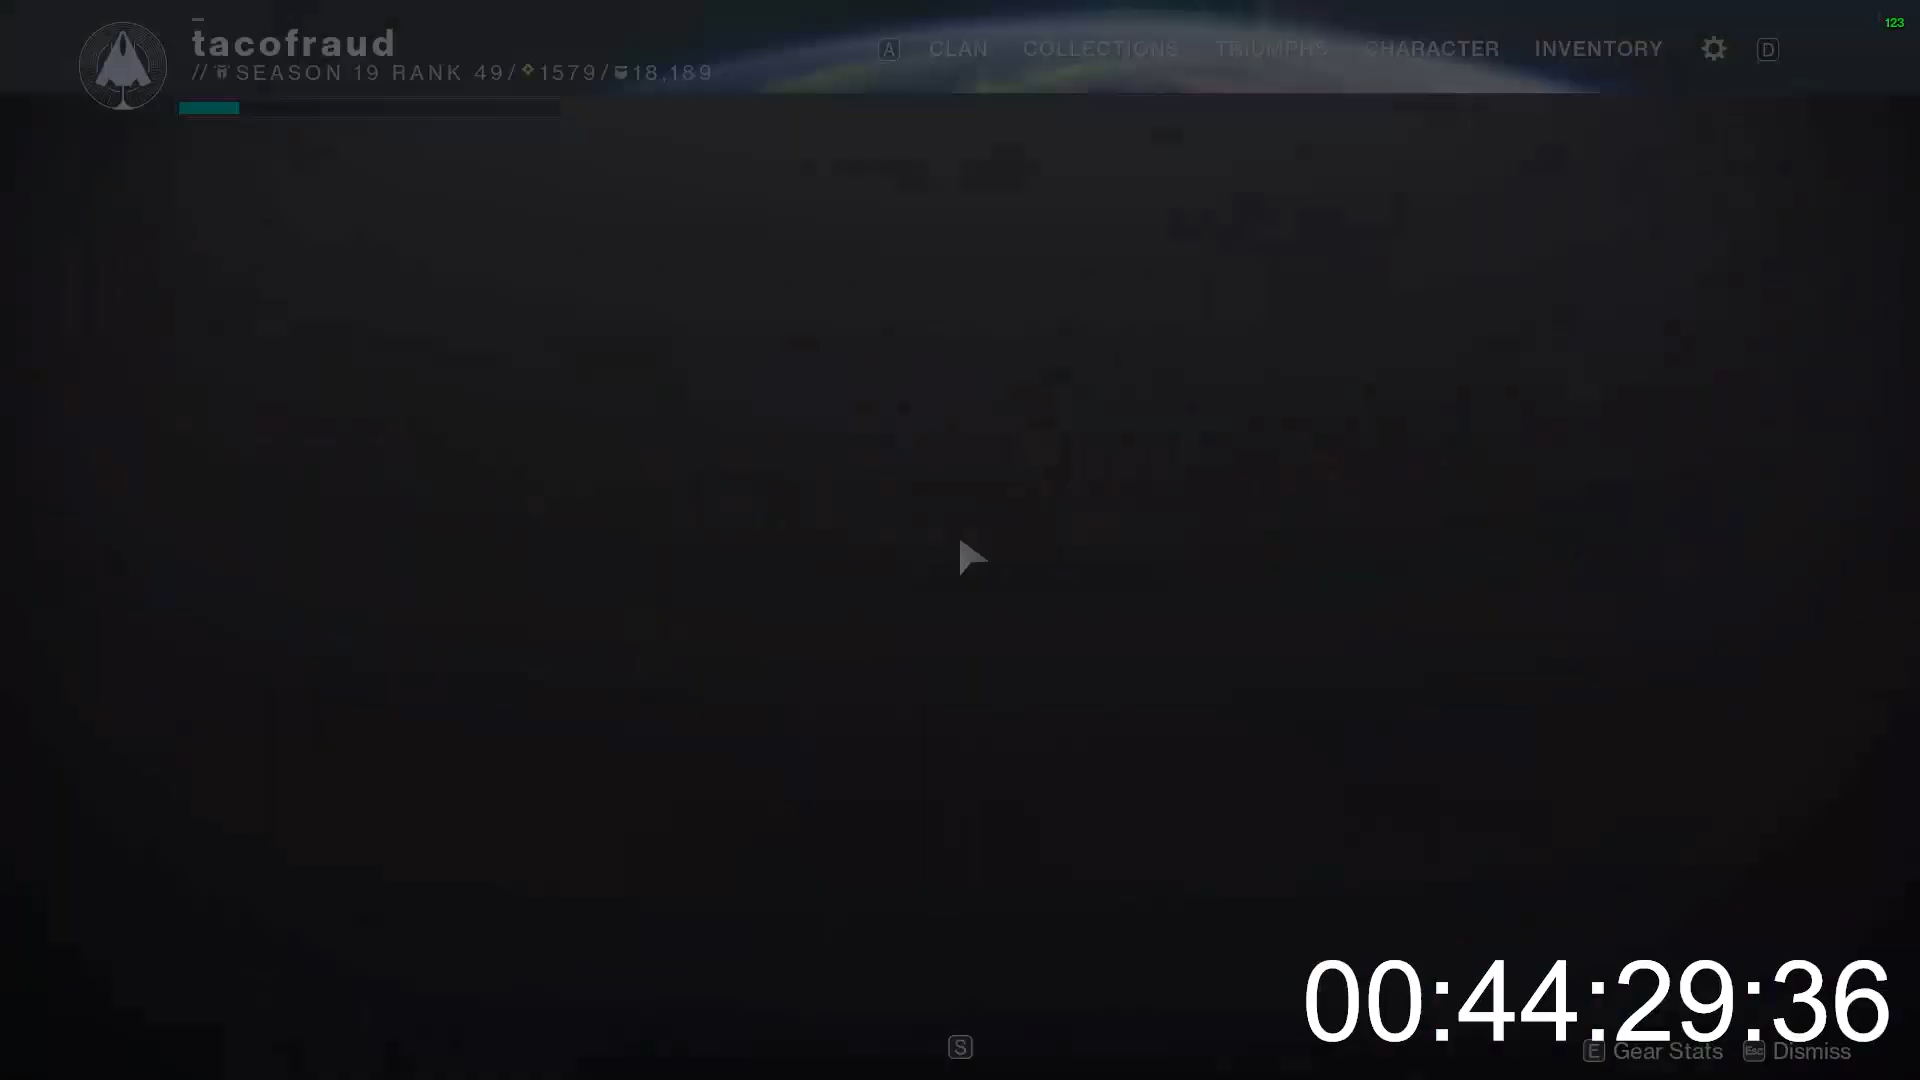 123
tacofraud
// SEASON 19 RANK 49/ 1579/ 18,189
A CLAN COLLECTIONS TRIUMPHS CHARACTER INVENTORY D
00:44:29:36
S
E Gear Stats Esc Dismiss